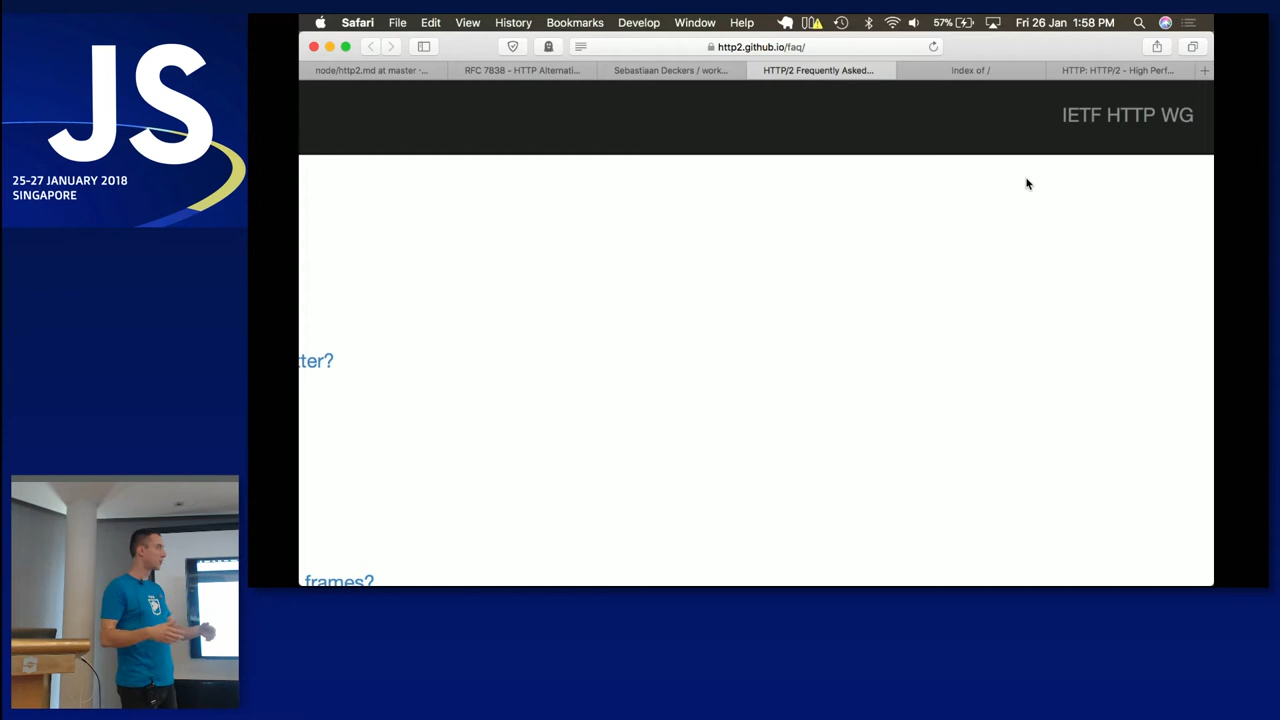 JS
25-27 JANUARY 2018
SINGAPORE
Safari File Edit View History Bookmarks Develop Window Help 57% Fri 26 Jan 1:58 PM
http2.github.io/faq/
node/http2.md at master -... RFC 7838 - HTTP Alternati... Sebastiaan Deckers / work... HTTP/2 Frequently Asked... Index of / HTTP: HTTP/2 - High Perf...
IETF HTTP WG
tter?
frames?